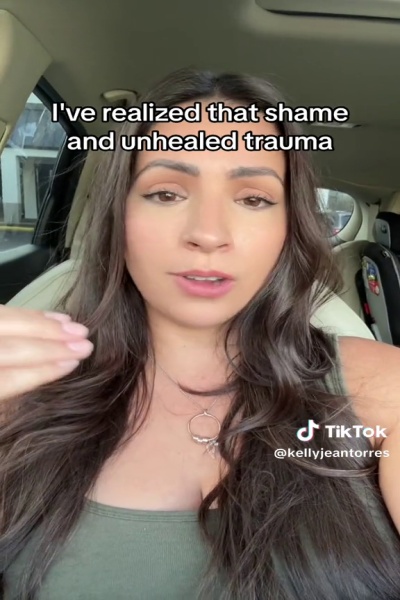 I've realized that shame
and unhealed trauma
TikTok
@kellyjeantorres